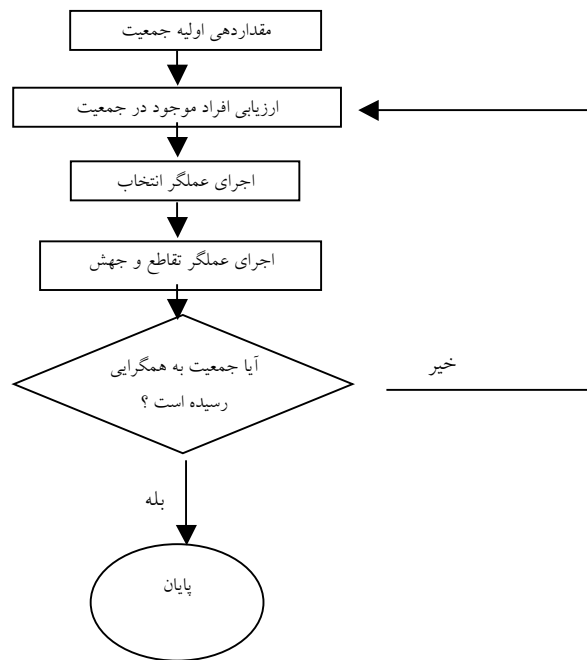 مقداردهی اولیه جمعیت
ارزیابی افراد موجود در جمعیت
اجرای عملگر انتخاب
اجرای عملگر تقاطع و جهش
آیا جمعیت به همگرایی
رسیده است ؟
خیر
بله
پایان